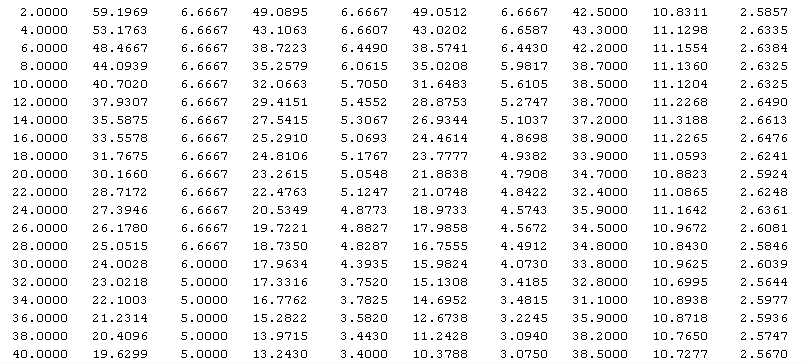 2.0000 59.1969 6.6667 49.0895 6.6667 49.0512 6.6667 42.5000 10.8311 2.5857
4.0000 53.1763 6.6667 43.1063 6.6607 43.0202 6.6587 43.3000 11.1298 2.6335
6.0000 48.4667 6.6667 38.7223 6.4490 38.5741 6.4430 42.2000 11.1554 2.6384
8.0000 44.0939 6.6667 35.2579 6.0615 35.0208 5.9817 38.7000 11.1360 2.6325
10.0000 40.7020 6.6667 32.0663 5.7050 31.6483 5.6105 38.5000 11.1204 2.6325
12.0000 37.9307 6.6667 29.4151 5.4552 28.8753 5.2747 38.7000 11.2268 2.6490
14.0000 35.5875 6.6667 27.5415 5.3067 26.9344 5.1037 37.2000 11.3188 2.6613
16.0000 33.5578 6.6667 25.2910 5.0693 24.4614 4.8698 38.9000 11.2265 2.6476
18.0000 31.7675 6.6667 24.8106 5.1767 23.7777 4.9382 33.9000 11.0593 2.6241
20.0000 30.1660 6.6667 23.2615 5.0548 21.8838 4.7908 34.7000 10.8823 2.5924
22.0000 28.7172 6.6667 22.4763 5.1247 21.0748 4.8422 32.4000 11.0865 2.6248
24.0000 27.3946 6.6667 20.5349 4.8773 18.9733 4.5743 35.9000 11.1642 2.6361
26.0000 26.1780 6.6667 19.7221 4.8827 17.9858 4.5672 34.5000 10.9672 2.6081
28.0000 25.0515 6.6667 18.7350 4.8287 16.7555 4.4912 34.8000 10.8430 2.5846
30.0000 24.0028 6.0000 17.9634 4.3935 15.9824 4.0730 33.8000 10.9625 2.6039
32.0000 23.0218 5.0000 17.3316 3.7520 15.1308 3.4185 32.8000 10.6995 2.5644
34.0000 22.1003 5.0000 16.7762 3.7825 14.6952 3.4815 31.1000 10.8938 2.5977
36.0000 21.2314 5.0000 15.2822 3.5820 12.6738 3.2245 35.9000 10.8718 2.5936
38.0000 20.4096 5.0000 13.9715 3.4430 11.2428 3.0940 38.2000 10.7650 2.5747
40.0000 19.6299 5.0000 13.2430 3.4000 10.3788 3.0750 38.5000 10.7277 2.5670